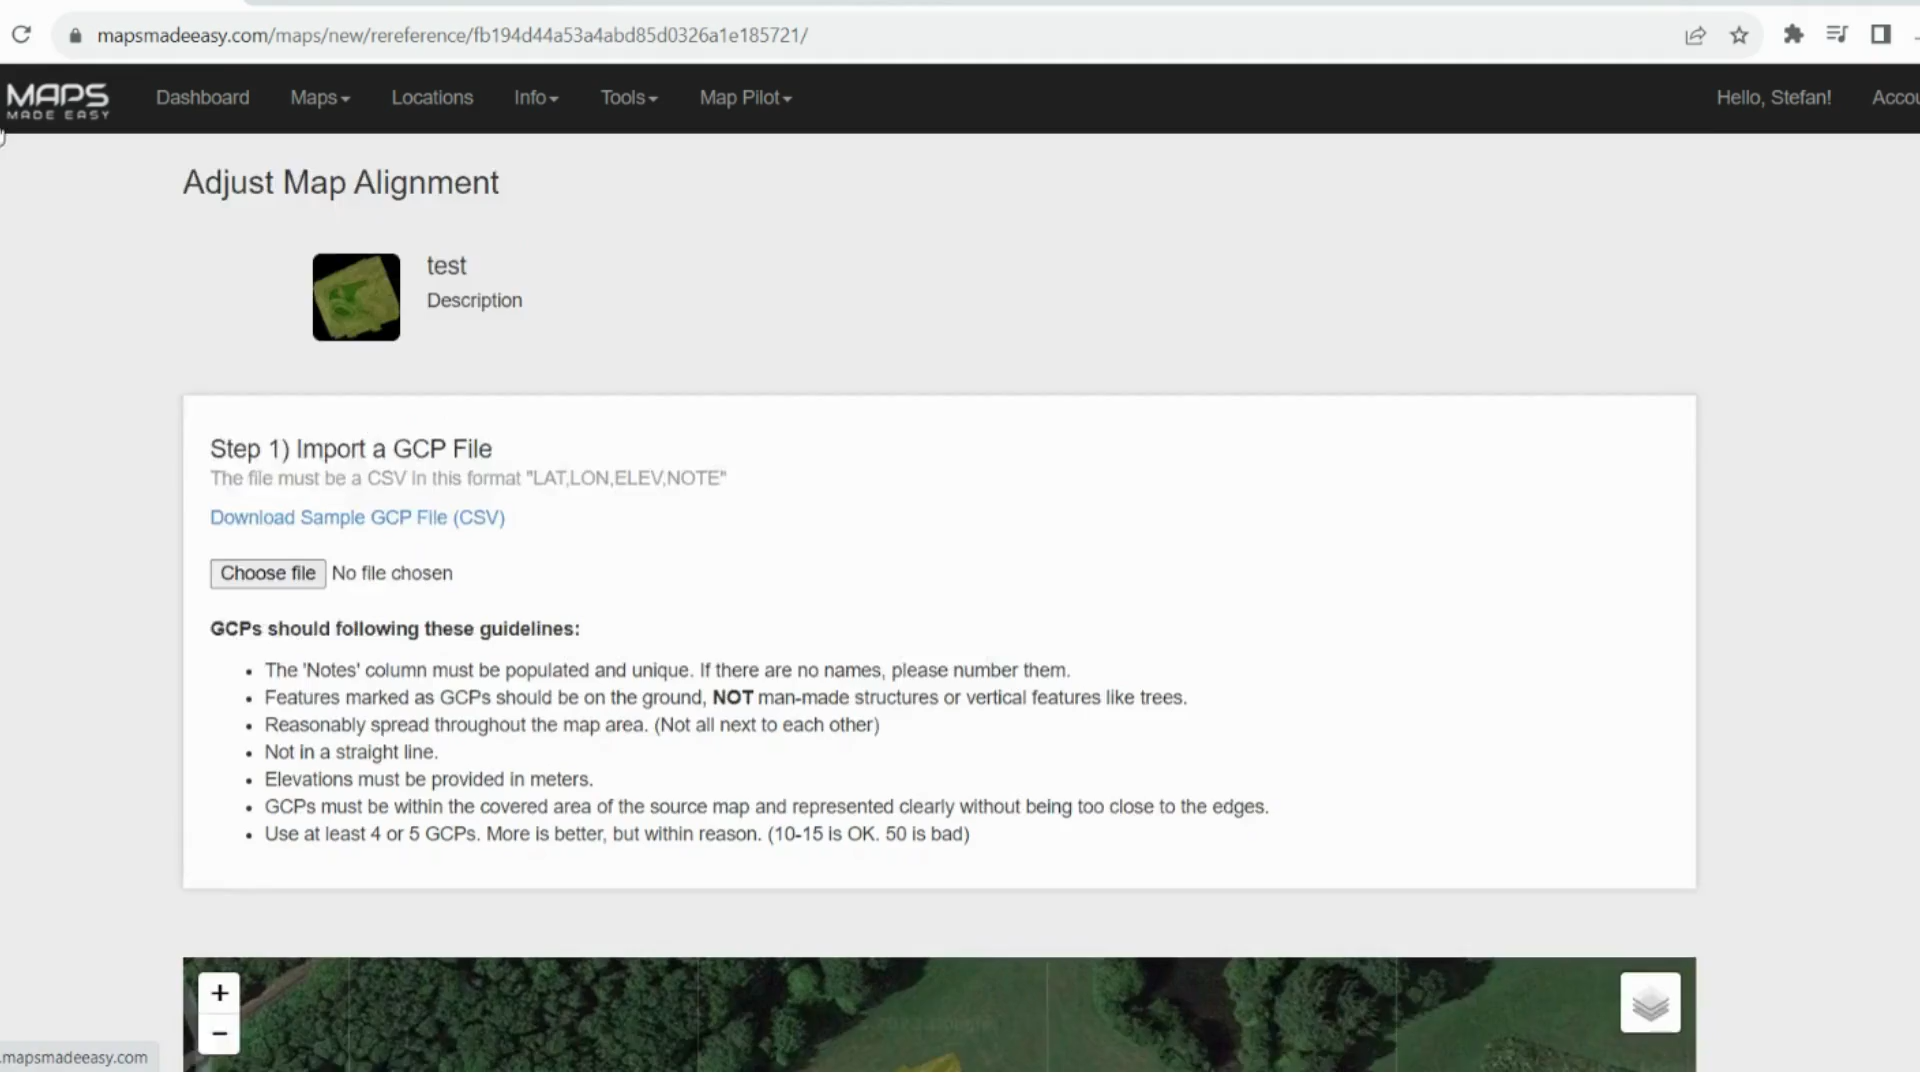 mapsmadeeasy.com/maps/new/rereference/fb194d44a53a4abd85d0326a1e185721/
MAPS
MADE EASY
Dashboard
Maps
Locations
Info
Tools
Map Pilot
Hello, Stefan!
Accou
Adjust Map Alignment
test
Description
Step 1) Import a GCP File
The file must be a CSV in this format "LAT,LON,ELEV,NOTE"
Download Sample GCP File (CSV)
Choose file No file chosen
GCPs should following these guidelines:
• The 'Notes' column must be populated and unique. If there are no names, please number them.
• Features marked as GCPs should be on the ground, NOT man-made structures or vertical features like trees.
• Reasonably spread throughout the map area. (Not all next to each other)
• Not in a straight line.
• Elevations must be provided in meters.
• GCPs must be within the covered area of the source map and represented clearly without being too close to the edges.
• Use at least 4 or 5 GCPs. More is better, but within reason. (10-15 is OK. 50 is bad)
+
−
.mapsmadeeasy.com